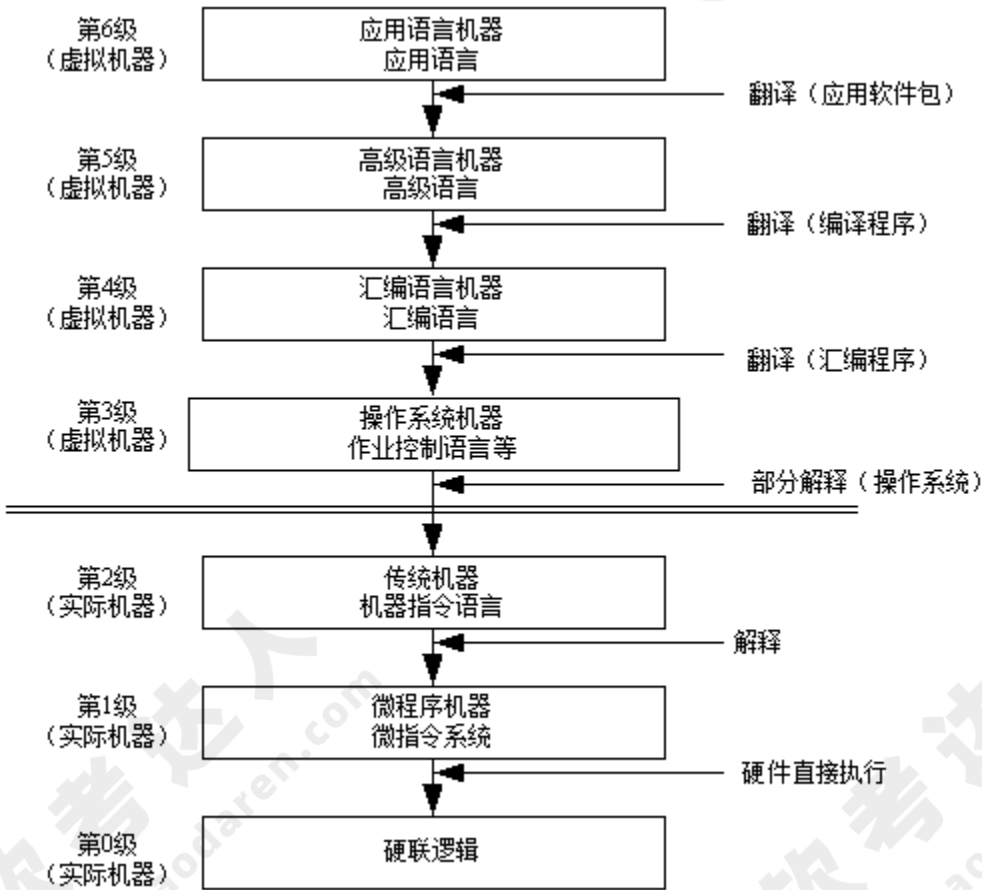 第6级
（虚拟机器）
应用语言机器
应用语言
翻译（应用软件包）
第5级
（虚拟机器）
高级语言机器
高级语言
翻译（编译程序）
第4级
（虚拟机器）
汇编语言机器
汇编语言
翻译（汇编程序）
第3级
（虚拟机器）
操作系统机器
作业控制语言等
部分解释（操作系统）
第2级
（实际机器）
传统机器
机器指令语言
解释
第1级
（实际机器）
微程序机器
微指令系统
硬件直接执行
第0级
（实际机器）
硬联逻辑
软考达人